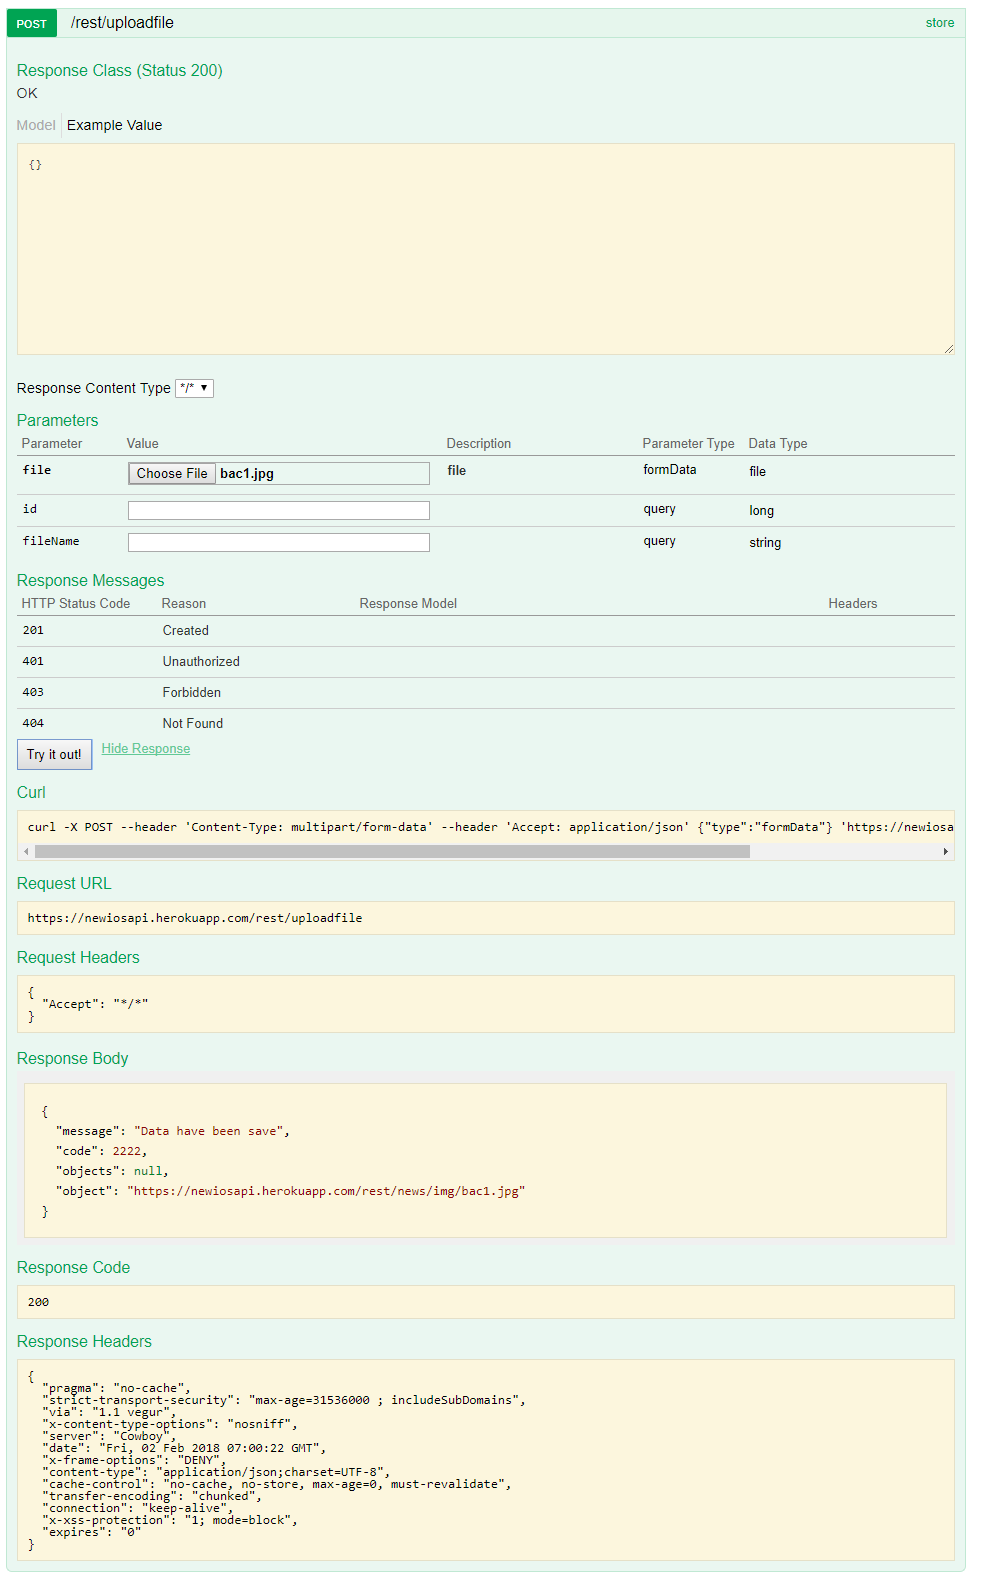 POST /rest/uploadfile store
Response Class (Status 200)
OK
Model Example Value
{}
Response Content Type */*
Parameters
Parameter Value Description Parameter Type Data Type
file Choose File bac1.jpg file formData file
id query long
fileName query string
Response Messages
HTTP Status Code Reason Response Model Headers
201 Created
401 Unauthorized
403 Forbidden
404 Not Found
Try it out! Hide Response
Curl
curl -X POST --header 'Content-Type: multipart/form-data' --header 'Accept: application/json' {"type":"formData"} 'https://newiosa
Request URL
https://newiosapi.herokuapp.com/rest/uploadfile
Request Headers
{
"Accept": "*/*"
}
Response Body
{
"message": "Data have been save",
"code": 2222,
"objects": null,
"object": "https://newiosapi.herokuapp.com/rest/news/img/bac1.jpg"
}
Response Code
200
Response Headers
{
"pragma": "no-cache",
"strict-transport-security": "max-age=31536000 ; includeSubDomains",
"via": "1.1 vegur",
"x-content-type-options": "nosniff",
"server": "Cowboy",
"date": "Fri, 02 Feb 2018 07:00:22 GMT",
"x-frame-options": "DENY",
"content-type": "application/json;charset=UTF-8",
"cache-control": "no-cache, no-store, max-age=0, must-revalidate",
"transfer-encoding": "chunked",
"connection": "keep-alive",
"x-xss-protection": "1; mode=block",
"expires": "0"
}